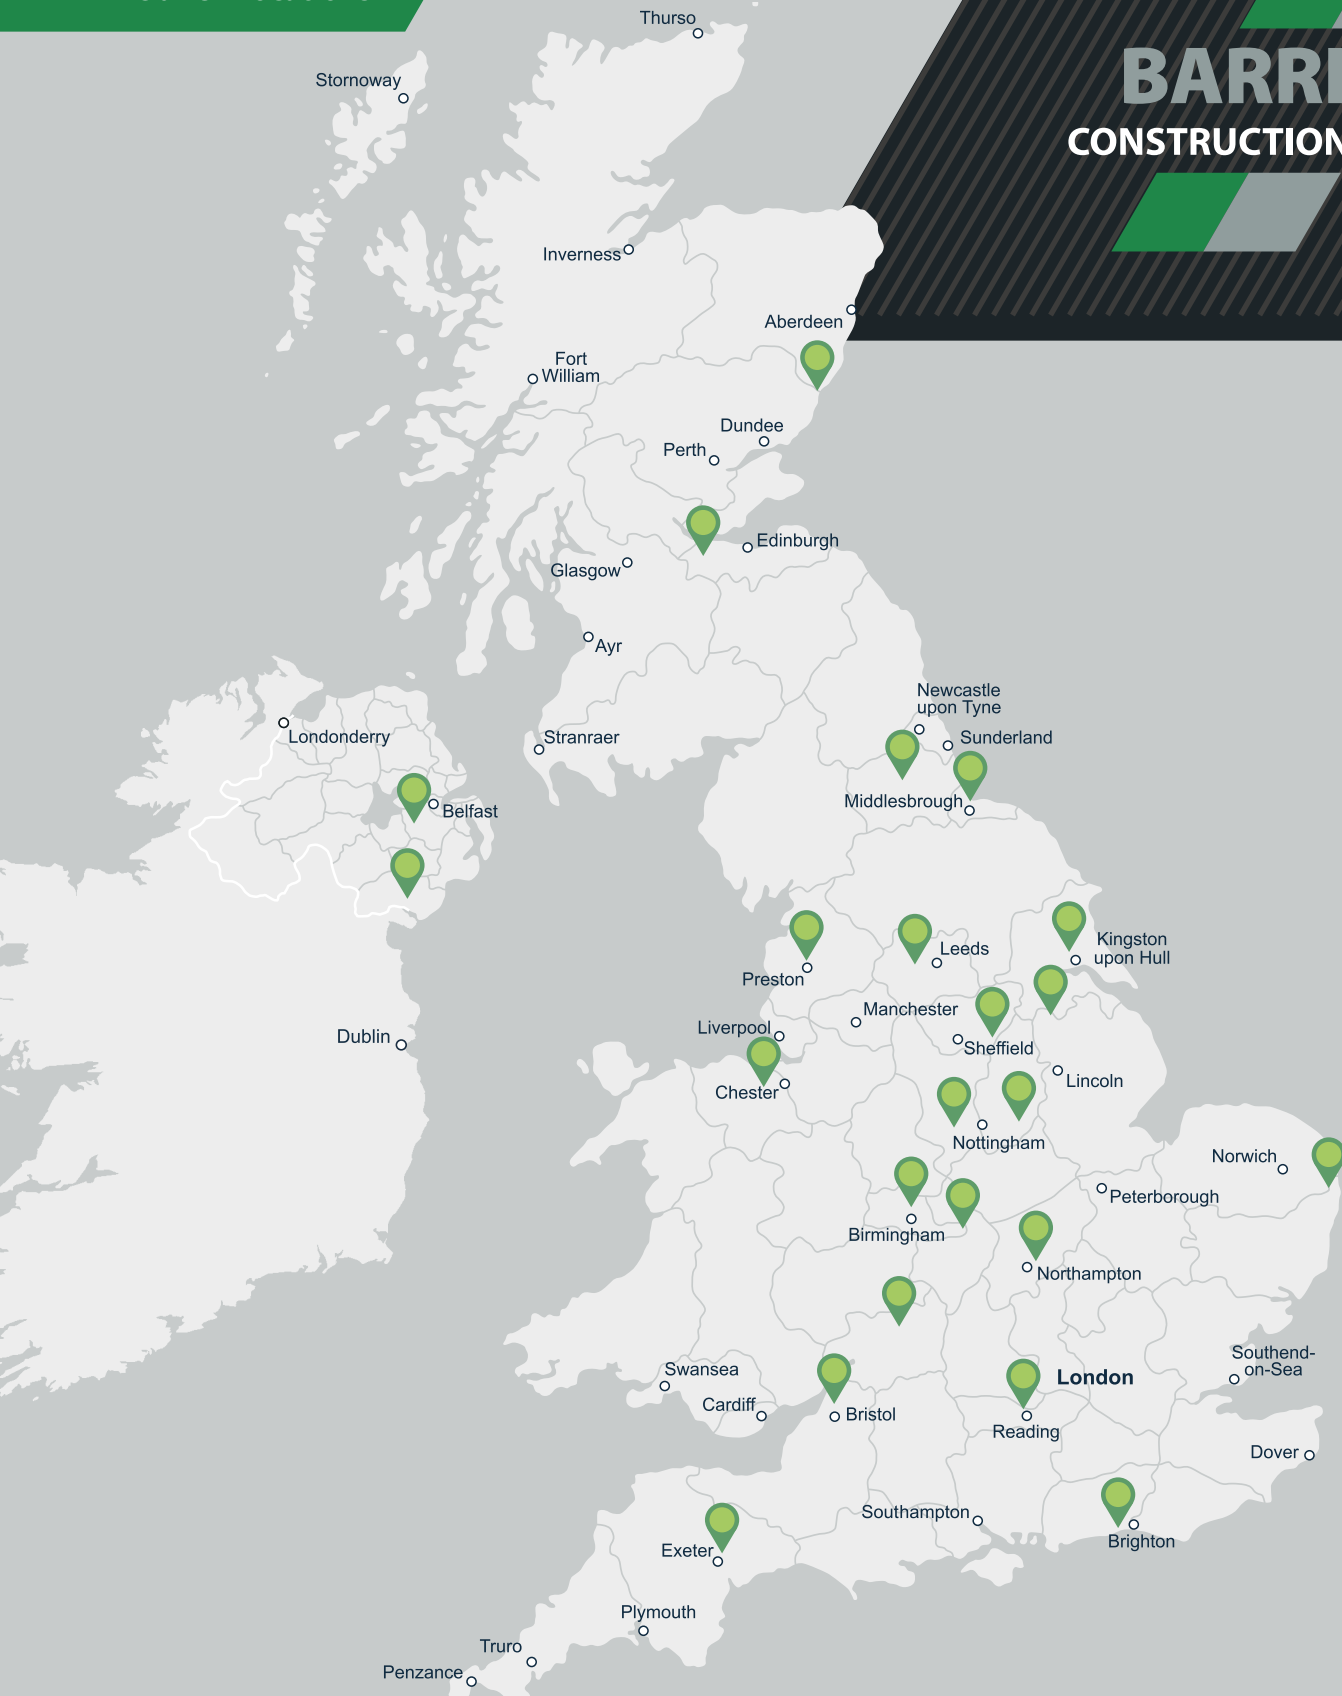 Thurso
Stornoway
BARR
CONSTRUCTION
Inverness
Aberdeen
Fort
William
Dundee
Perth
Edinburgh
Glasgow
Ayr
Newcastle
upon Tyne
Londonderry
Stranraer
Sunderland
Middlesbrough
Belfast
Kingston
upon Hull
Leeds
Preston
Manchester
Liverpool
Dublin
Sheffield
Lincoln
Chester
Nottingham
Norwich
Peterborough
Birmingham
Northampton
Southend-
on-Sea
Swansea
London
Cardiff
Bristol
Reading
Dover
Southampton
Brighton
Exeter
Plymouth
Truro
Penzance